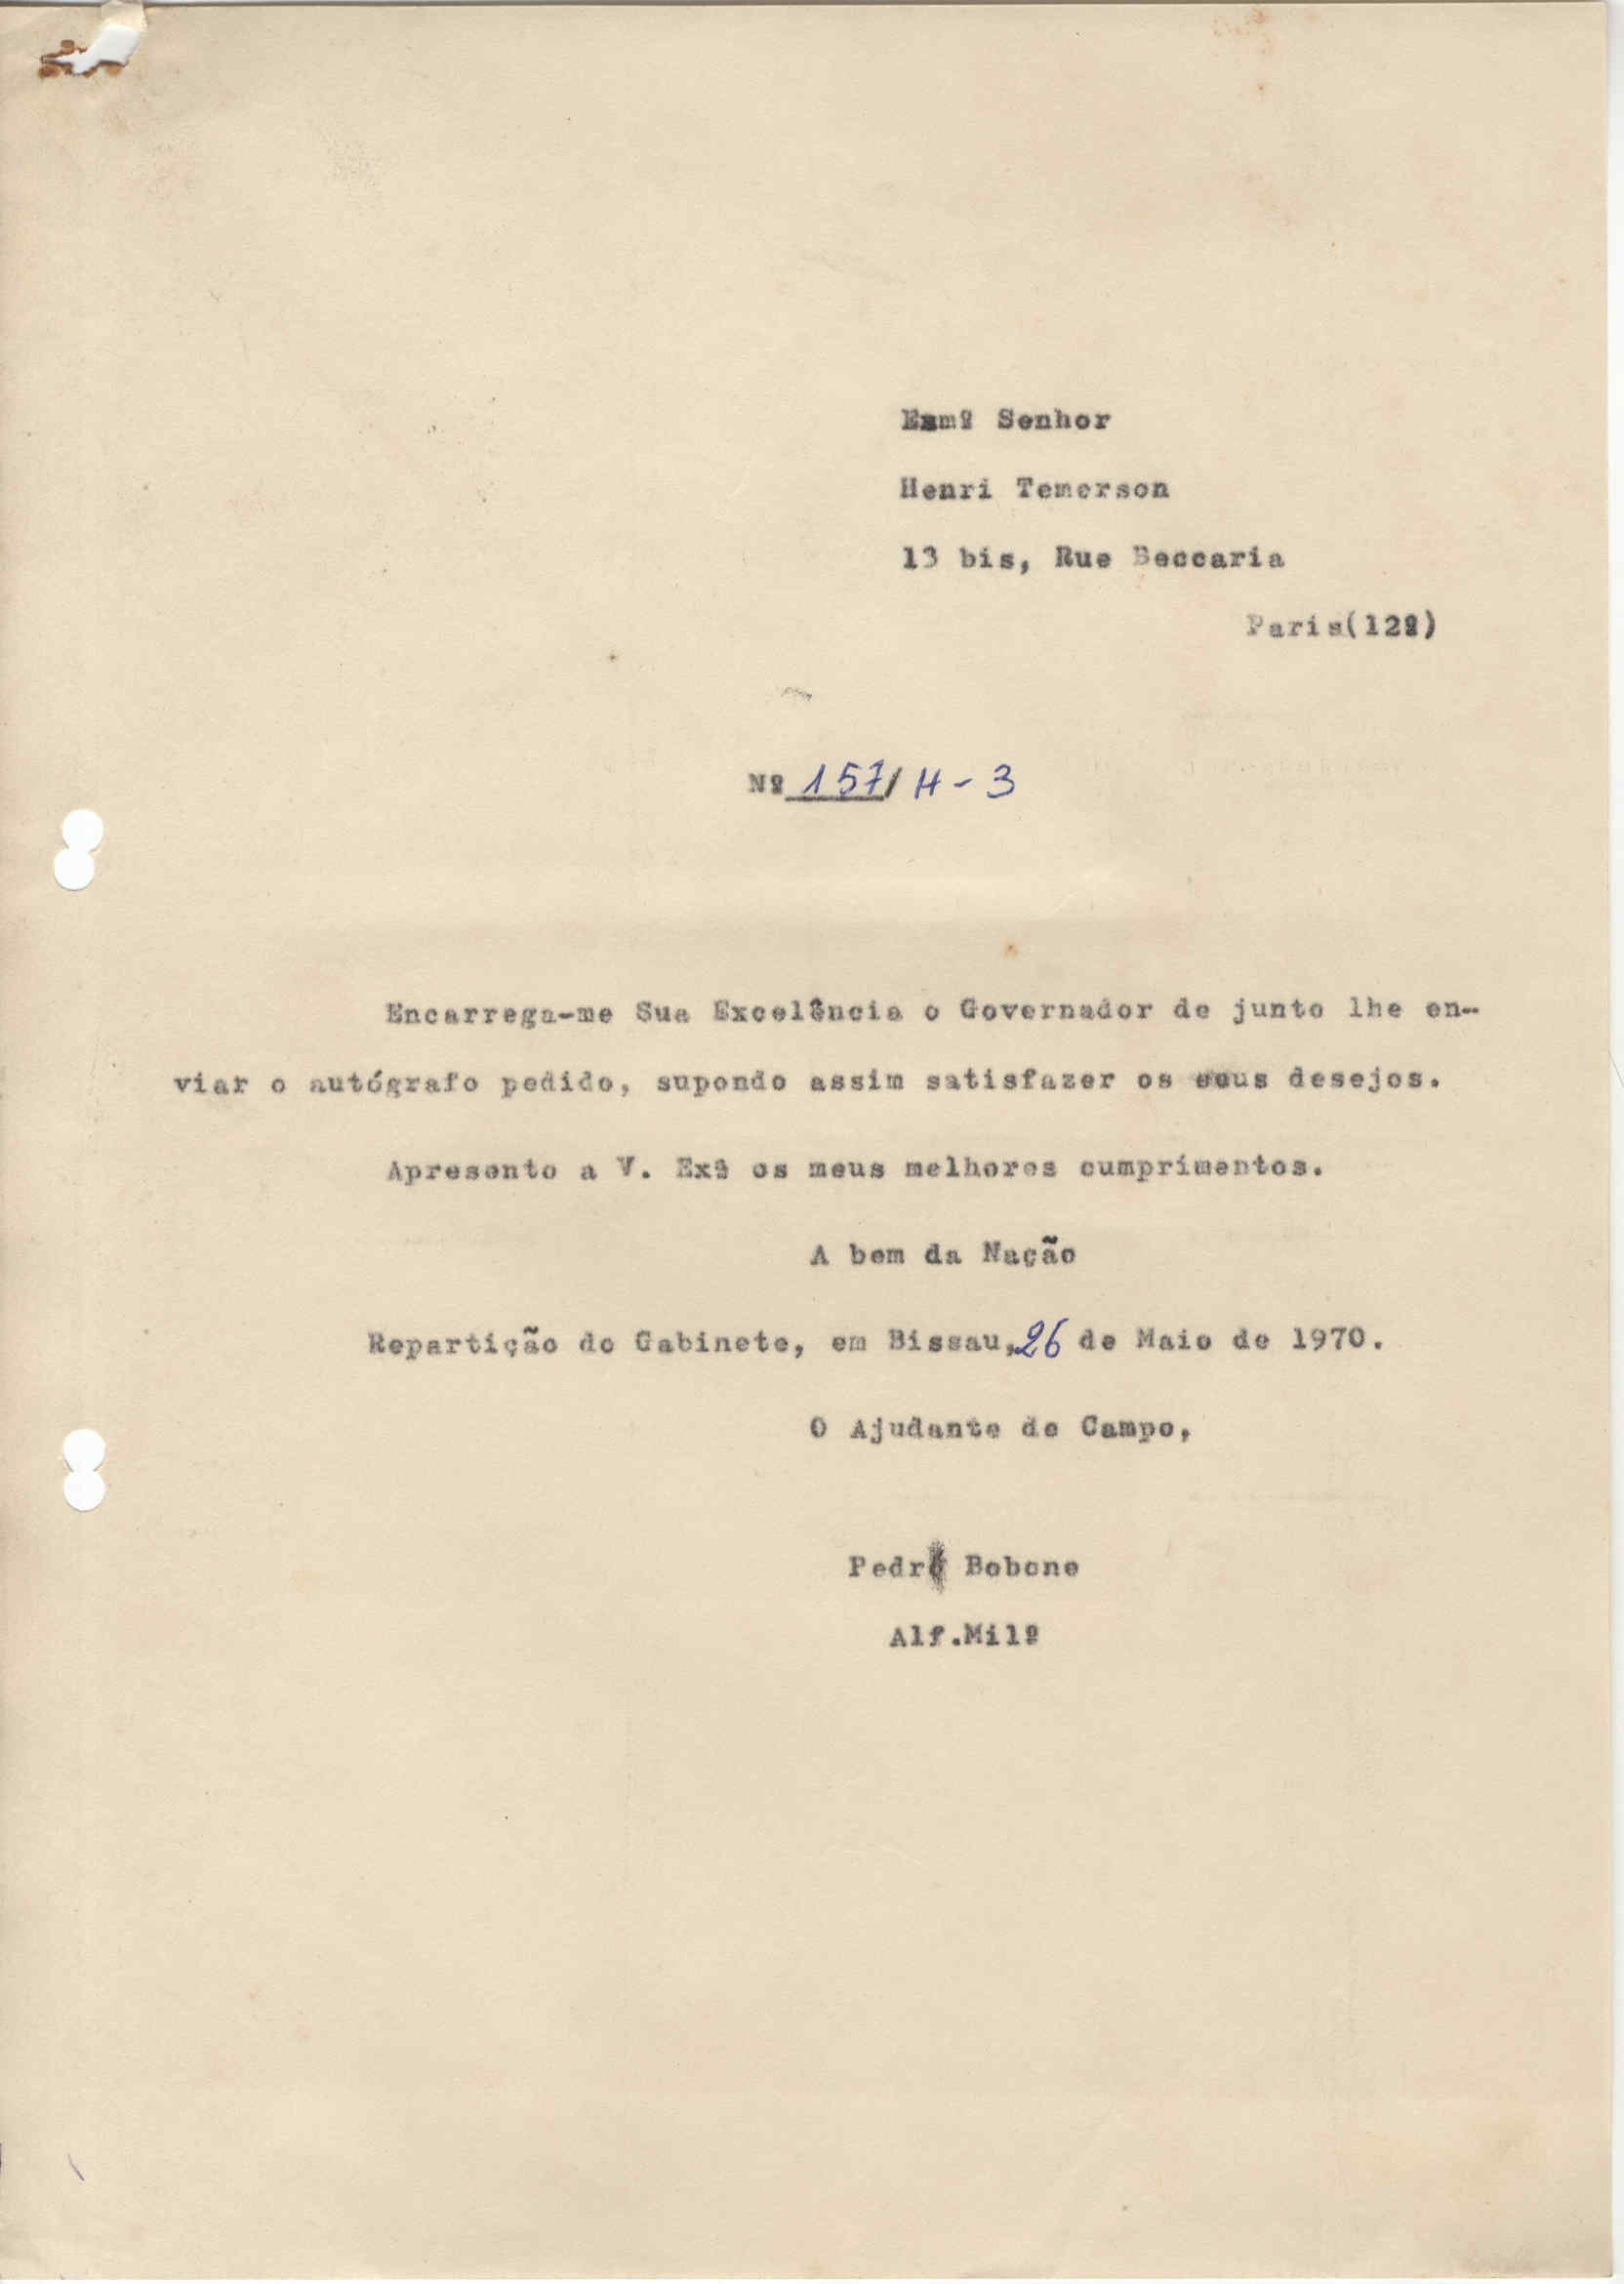 Exmº Senhor
Henri Temerson
13 bis, Rue Beccaria
Paris(12º)
Nº 157/H-3
Encarrega-me Sua Excelência o Governador de junto lhe en-
viar o autógrafo pedido, supondo assim satisfazer os seus desejos.
Apresento a V. Exª os meus melhores cumprimentos.
A bem da Nação
Repartição do Gabinete, em Bissau,26 de Maio de 1970.
O Ajudante de Campo,
Pedro Bobone
Alf.Milº